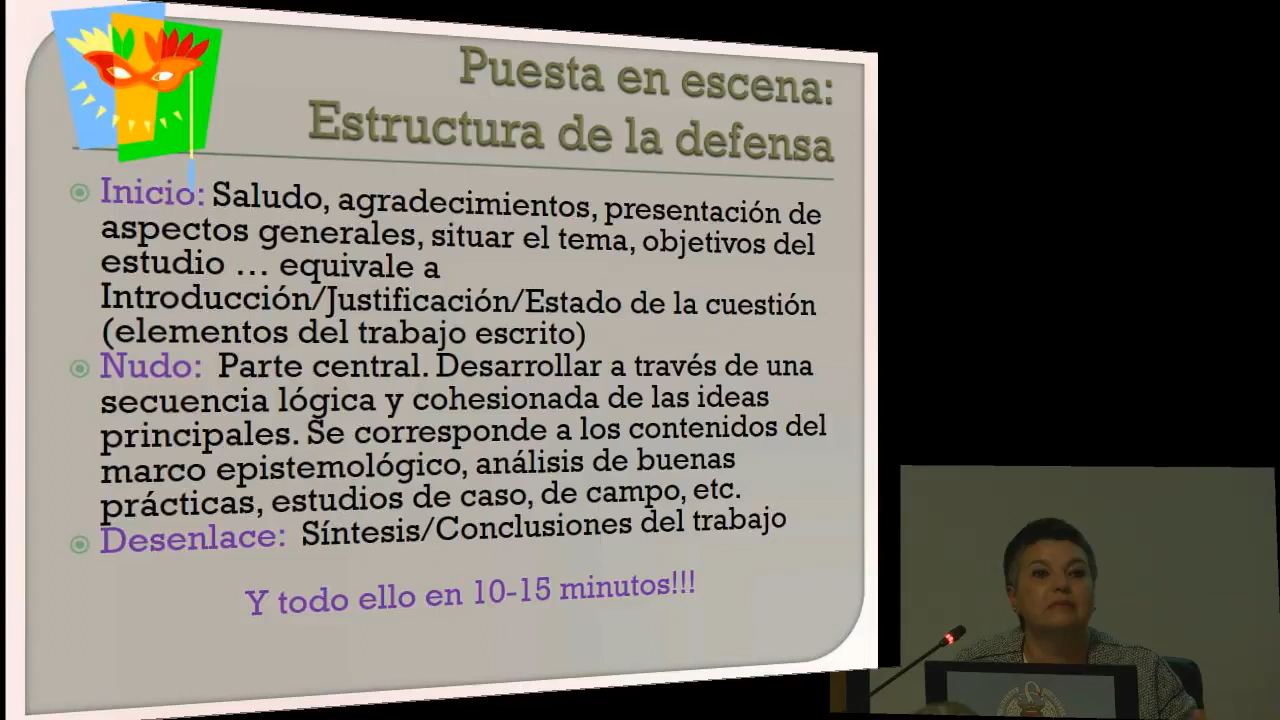 Puesta en escena:
Estructura de la defensa
Inicio: Saludo, agradecimientos, presentación de
aspectos generales, situar el tema, objetivos del
estudio … equivale a
Introducción/Justificación/Estado de la cuestión
(elementos del trabajo escrito)
Nudo: Parte central. Desarrollar a través de una
secuencia lógica y cohesionada de las ideas
principales. Se corresponde a los contenidos del
marco epistemológico, análisis de buenas
prácticas, estudios de caso, de campo, etc.
Desenlace: Síntesis/Conclusiones del trabajo
Y todo ello en 10-15 minutos!!!